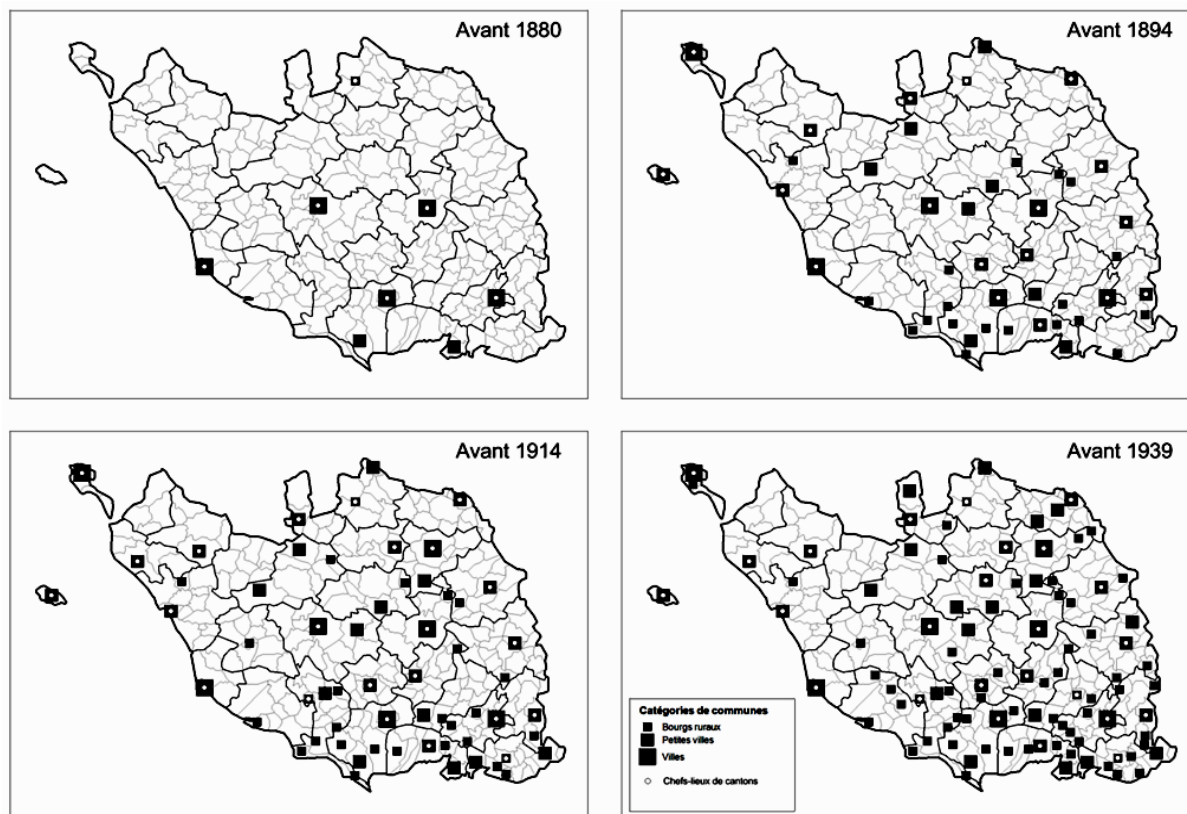 Avant 1880
Avant 1894
Avant 1914
Avant 1939
Catégories de communes
Bourgs ruraux
Petites villes
Villes
Chefs-lieux de cantons